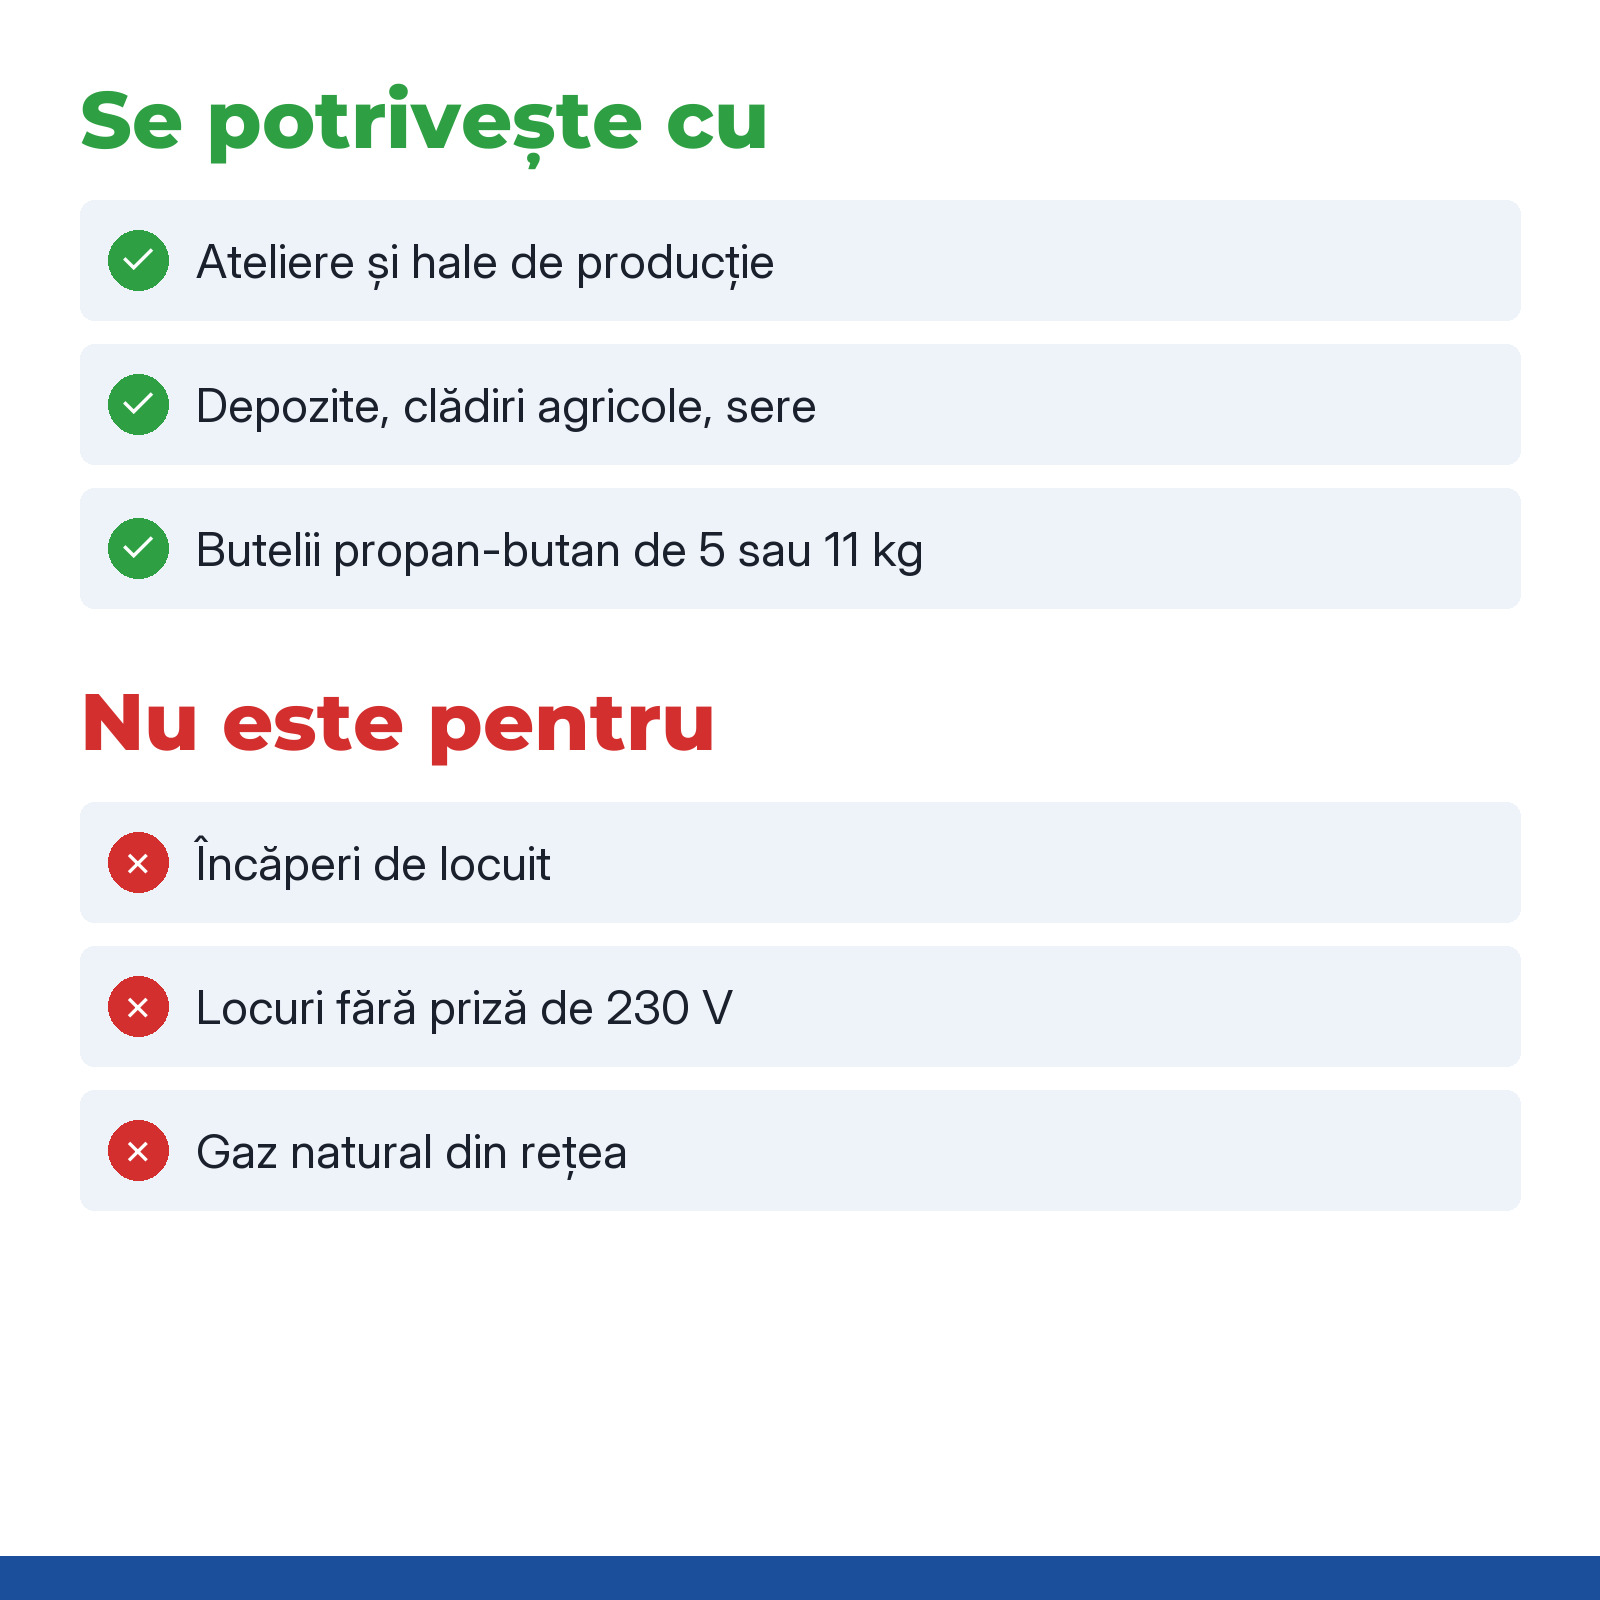 Se potrivește cu
Ateliere și hale de producție
Depozite, clădiri agricole, sere
Butelii propan-butan de 5 sau 11 kg
Nu este pentru
Încăperi de locuit
Locuri fără priză de 230 V
Gaz natural din rețea